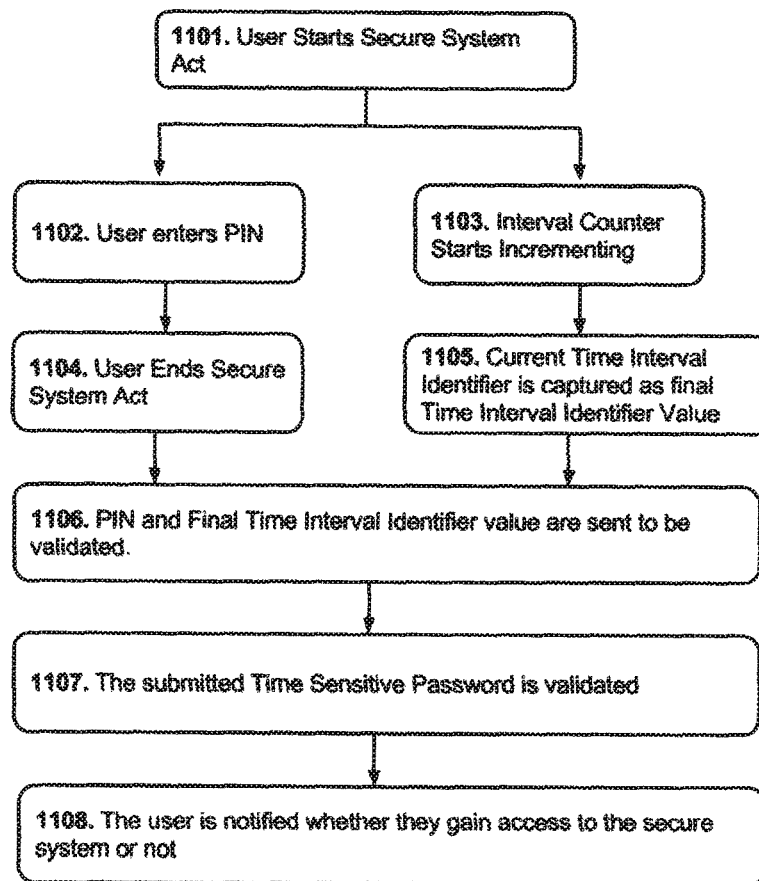 1101. User Starts Secure System
Act
1102. User enters PIN
1103. Interval Counter
Starts Incrementing
1104. User Ends Secure
System Act
1105. Current Time Interval
Identifier is captured as final
Time Interval Identifier Value
1106. PIN and Final Time Interval Identifier value are sent to be
validated.
1107. The submitted Time Sensitive Password is validated
1108. The user is notified whether they gain access to the secure
system or not